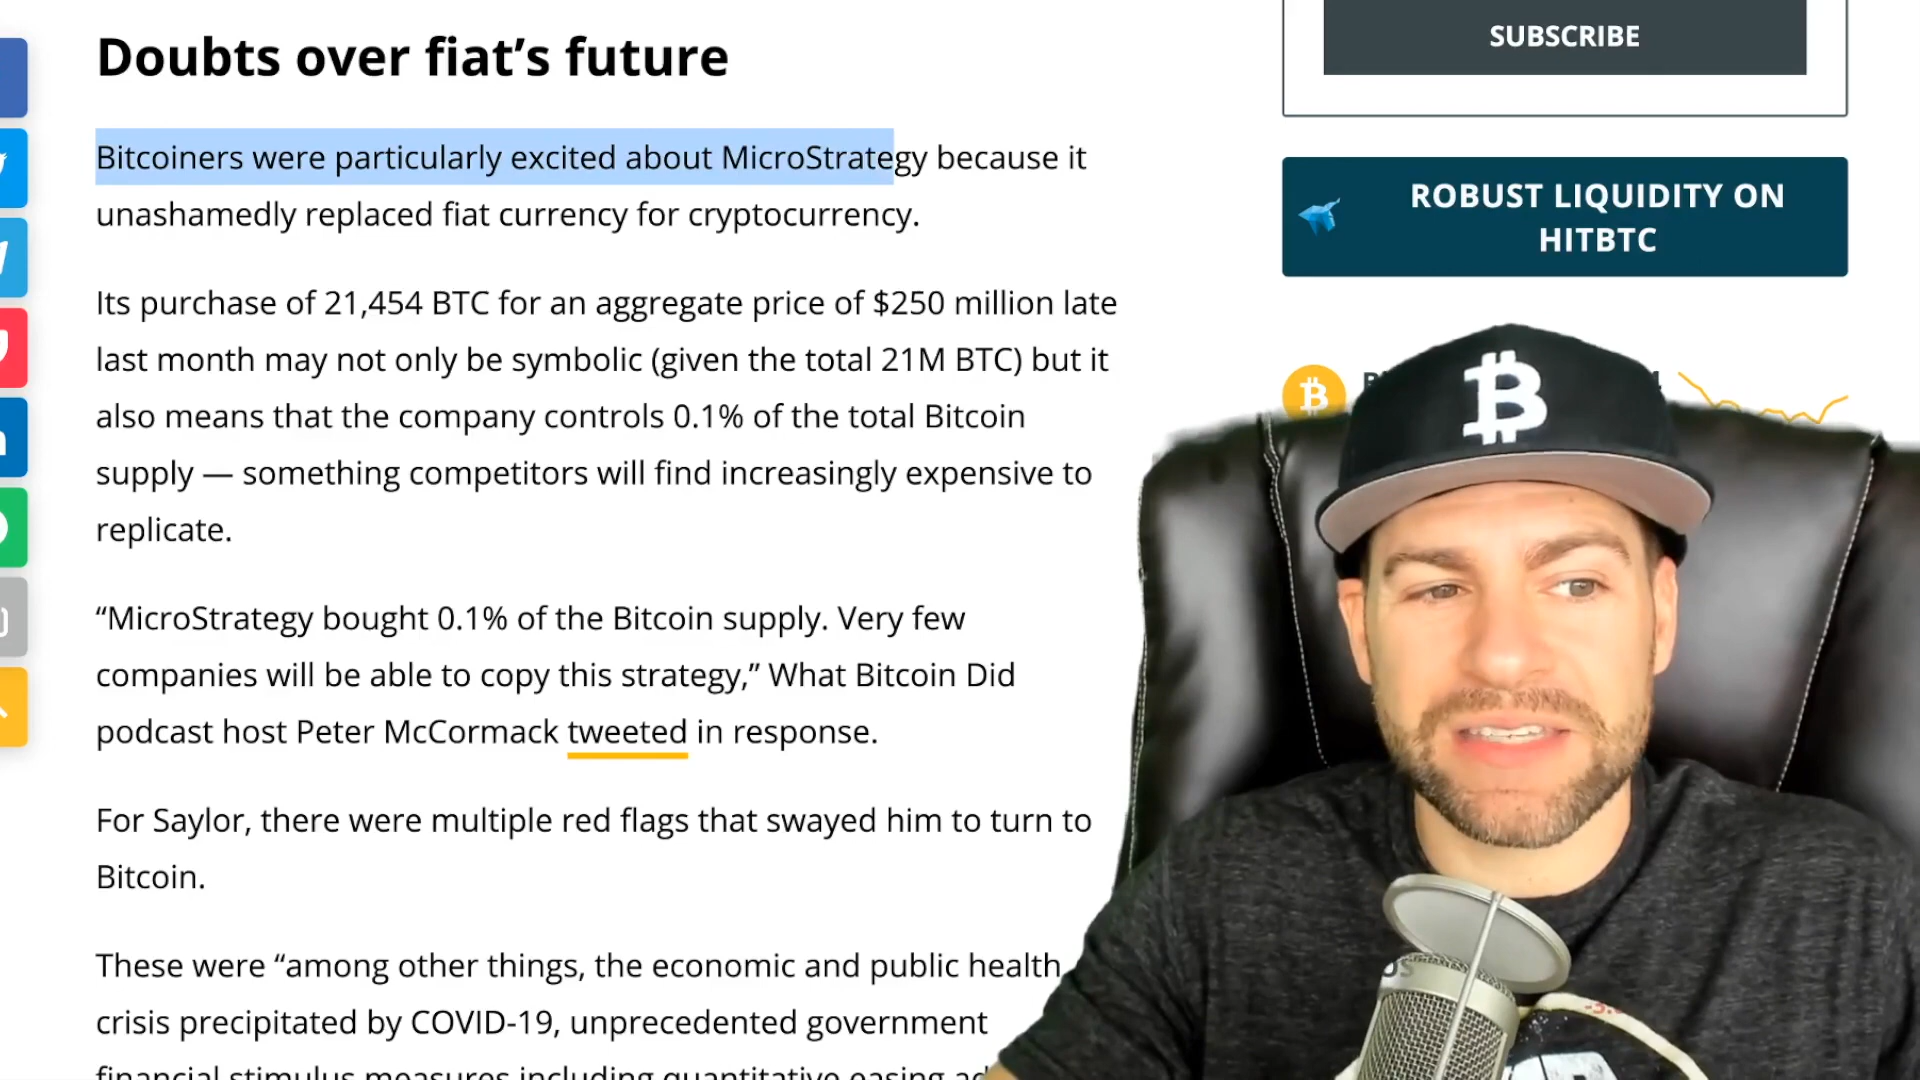 Doubts over fiat’s future
Bitcoiners were particularly excited about MicroStrategy because it
unashamedly replaced fiat currency for cryptocurrency.
Its purchase of 21,454 BTC for an aggregate price of $250 million late
last month may not only be symbolic (given the total 21M BTC) but it
also means that the company controls 0.1% of the total Bitcoin
supply — something competitors will find increasingly expensive to
replicate.
“MicroStrategy bought 0.1% of the Bitcoin supply. Very few
companies will be able to copy this strategy,” What Bitcoin Did
podcast host Peter McCormack tweeted in response.
For Saylor, there were multiple red flags that swayed him to turn to
Bitcoin.
These were “among other things, the economic and public health
crisis precipitated by COVID-19, unprecedented government
financial stimulus measures including quantitative easing
SUBSCRIBE
ROBUST LIQUIDITY ON
HITBTC